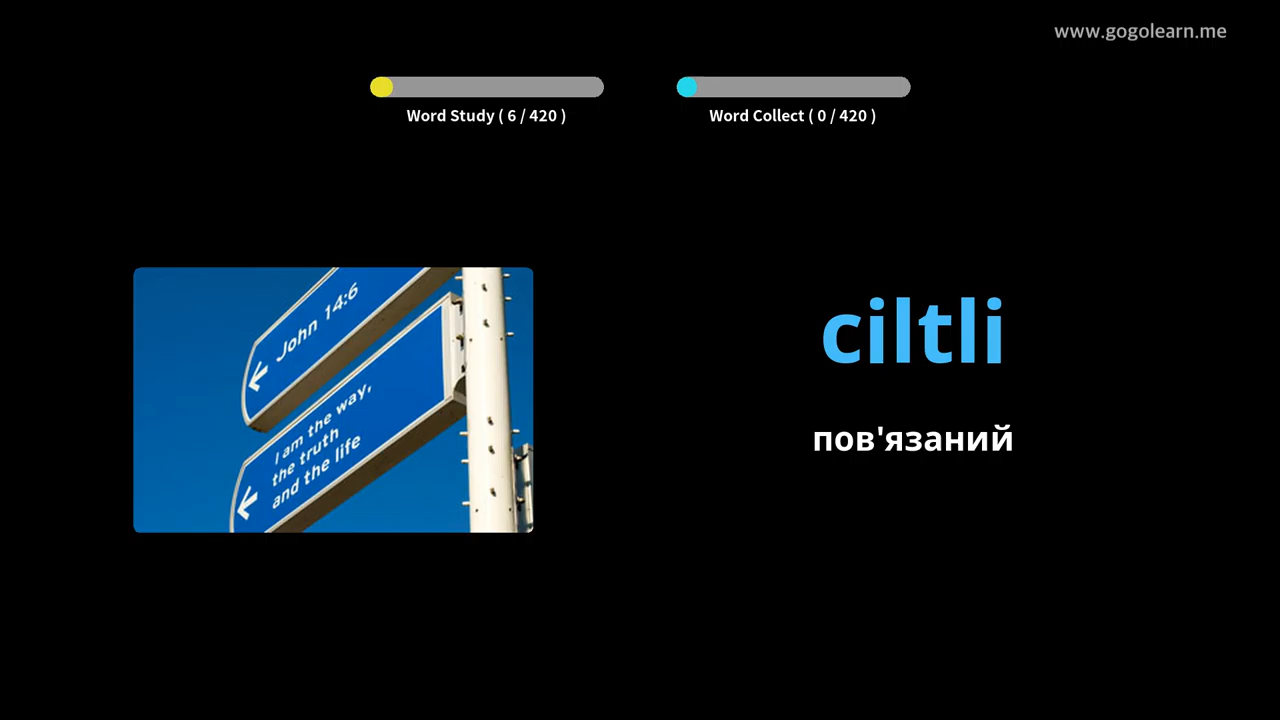 www.gogolearn.me
Word Study ( 6 / 420 )
Word Collect ( 0 / 420 )
John 14:6
I am the way,
the truth
and the life
ciltli
пов'язаний